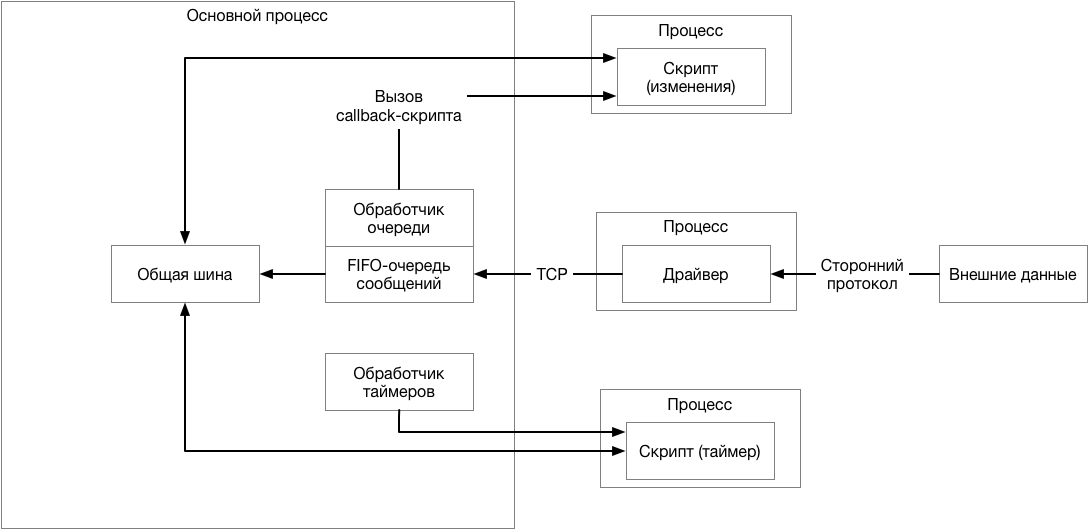 Основной процесс
Процесс
Скрипт
(изменения)
Вызов
callback-скрипта
Обработчик
очереди
Процесс
Общая шина
FIFO-очередь
сообщений
TCP
Драйвер
Сторонний
протокол
Внешние данные
Обработчик
таймеров
Процесс
Скрипт (таймер)